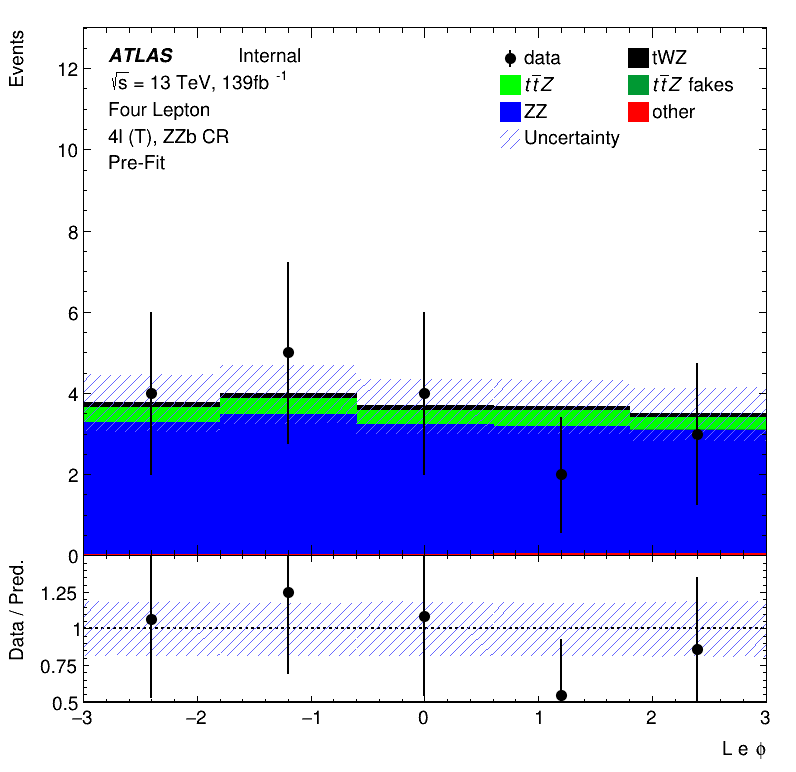 Events
12
10
8
6
4
2
0
ATLAS Internal
√s = 13 TeV, 139fb -1
Four Lepton
4l (T), ZZb CR
Pre-Fit
data tWZ
tt̄Z tt̄Z fakes
ZZ other
Uncertainty
Data / Pred.
1.25
1
0.75
0.5
−3 −2 −1 0 1 2 3
L e ϕ